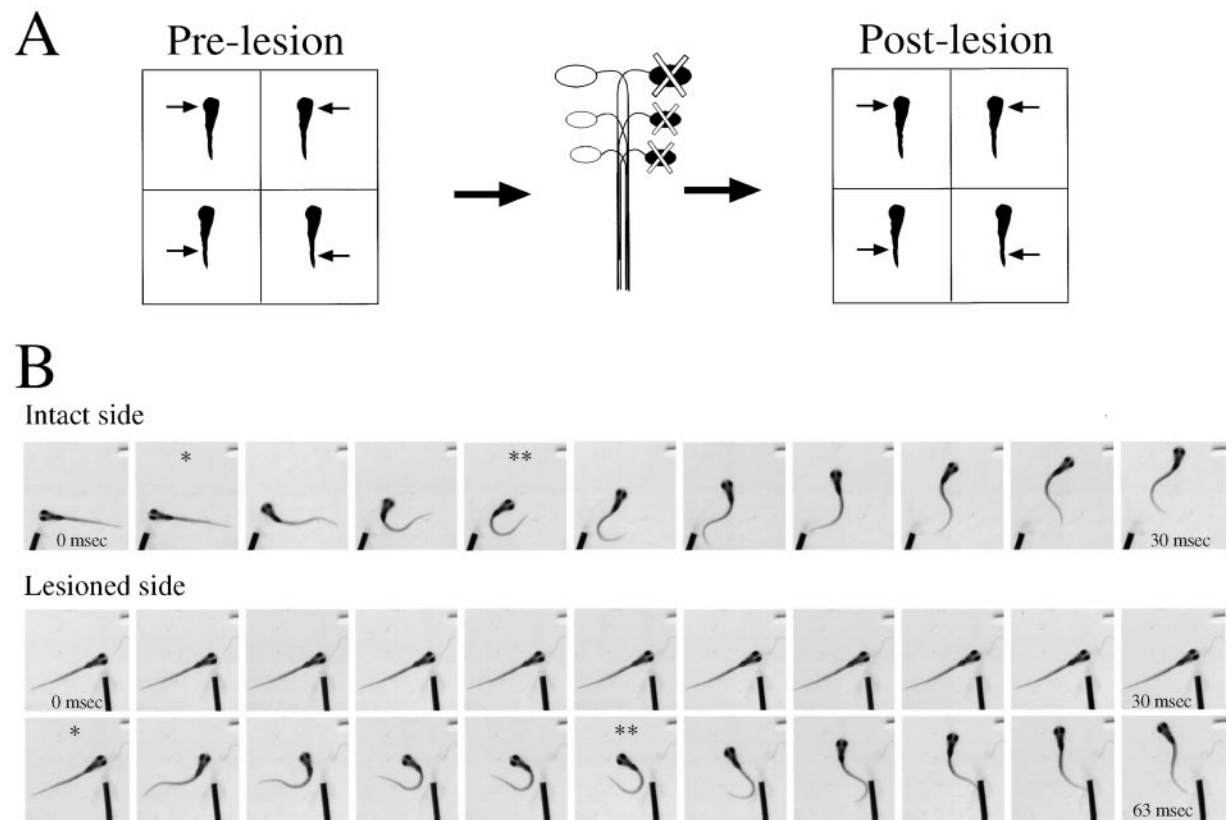 A
Pre-lesion
Post-lesion
B
Intact side
*
**
0 msec
30 msec
Lesioned side
0 msec
30 msec
*
**
63 msec